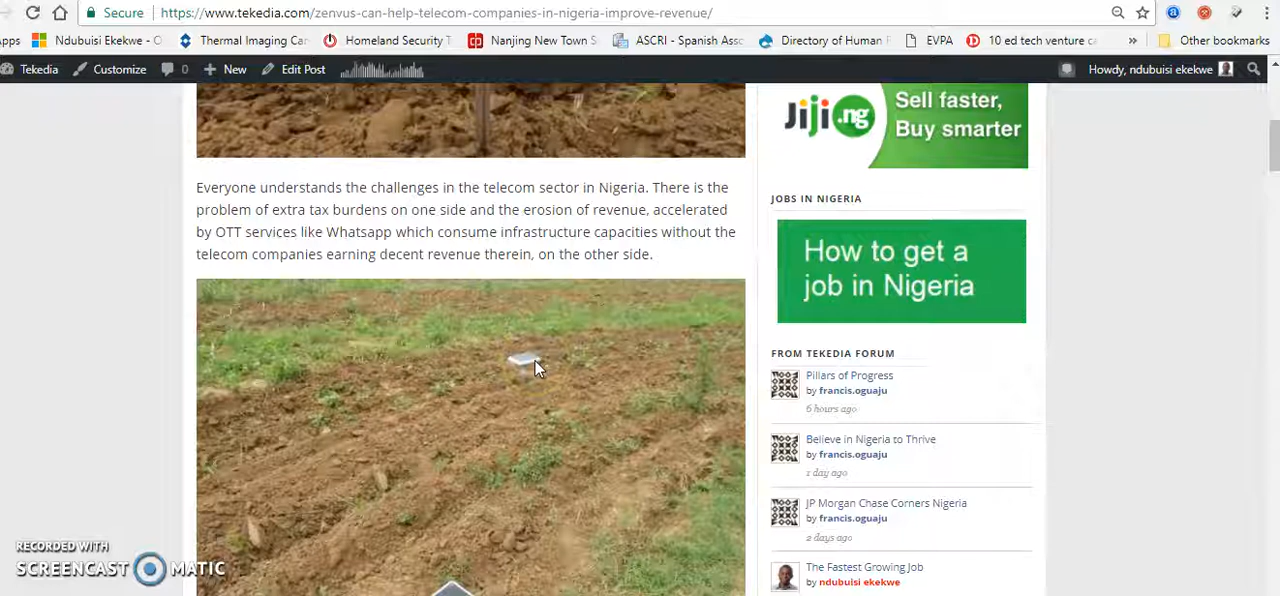 Secure https://www.tekedia.com/zenvus-can-help-telecom-companies-in-nigeria-improve-revenue/
Apps Ndubuisi Ekekwe - O Thermal Imaging Car Homeland Security T Nanjing New Town S ASCRI - Spanish Asso Directory of Human F EVPA 10 ed tech venture ca » Other bookmarks
Tekedia Customize 0 New Edit Post Howdy, ndubuisi ekekwe
Jiji .ng Sell faster,
Buy smarter
Everyone understands the challenges in the telecom sector in Nigeria. There is the
problem of extra tax burdens on one side and the erosion of revenue, accelerated
by OTT services like Whatsapp which consume infrastructure capacities without the
telecom companies earning decent revenue therein, on the other side.
JOBS IN NIGERIA
How to get a
job in Nigeria
FROM TEKEDIA FORUM
Pillars of Progress
by francis.oguaju
6 hours ago
Believe in Nigeria to Thrive
by francis.oguaju
1 day ago
JP Morgan Chase Corners Nigeria
by francis.oguaju
2 days ago
The Fastest Growing Job
by ndubuisi ekekwe
RECORDED WITH
SCREENCAST MATIC